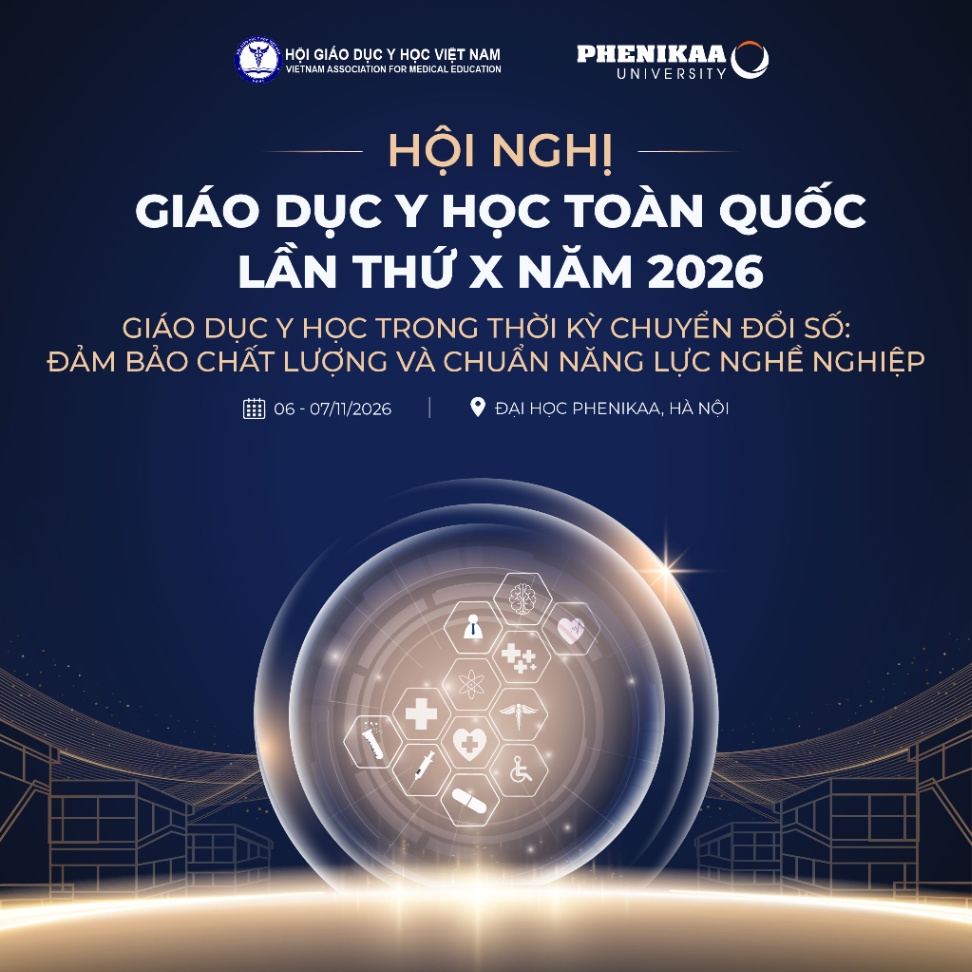 HỘI GIÁO DỤC Y HỌC VIỆT NAM
VIETNAM ASSOCIATION FOR MEDICAL EDUCATION
PHENIKAA
UNIVERSITY
HỘI NGHỊ
GIÁO DỤC Y HỌC TOÀN QUỐC
LẦN THỨ X NĂM 2026
GIÁO DỤC Y HỌC TRONG THỜI KỲ CHUYỂN ĐỔI SỐ:
ĐẢM BẢO CHẤT LƯỢNG VÀ CHUẨN NĂNG LỰC NGHỀ NGHIỆP
06 - 07/11/2026
ĐẠI HỌC PHENIKAA, HÀ NỘI